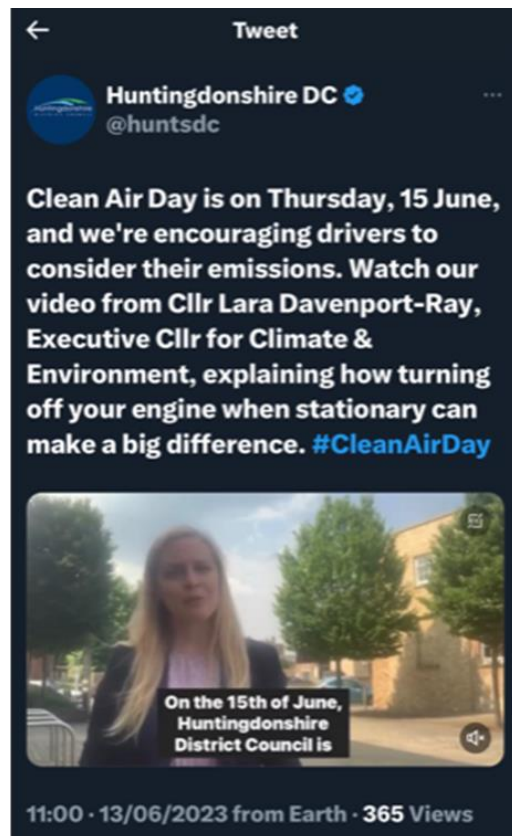 Tweet
Huntingdonshire DC
@huntsdc
Clean Air Day is on Thursday, 15 June,
and we're encouraging drivers to
consider their emissions. Watch our
video from Cllr Lara Davenport-Ray,
Executive Cllr for Climate &
Environment, explaining how turning
off your engine when stationary can
make a big difference. #CleanAirDay
On the 15th of June,
Huntingdonshire
District Council is
11:00 · 13/06/2023 from Earth · 365 Views